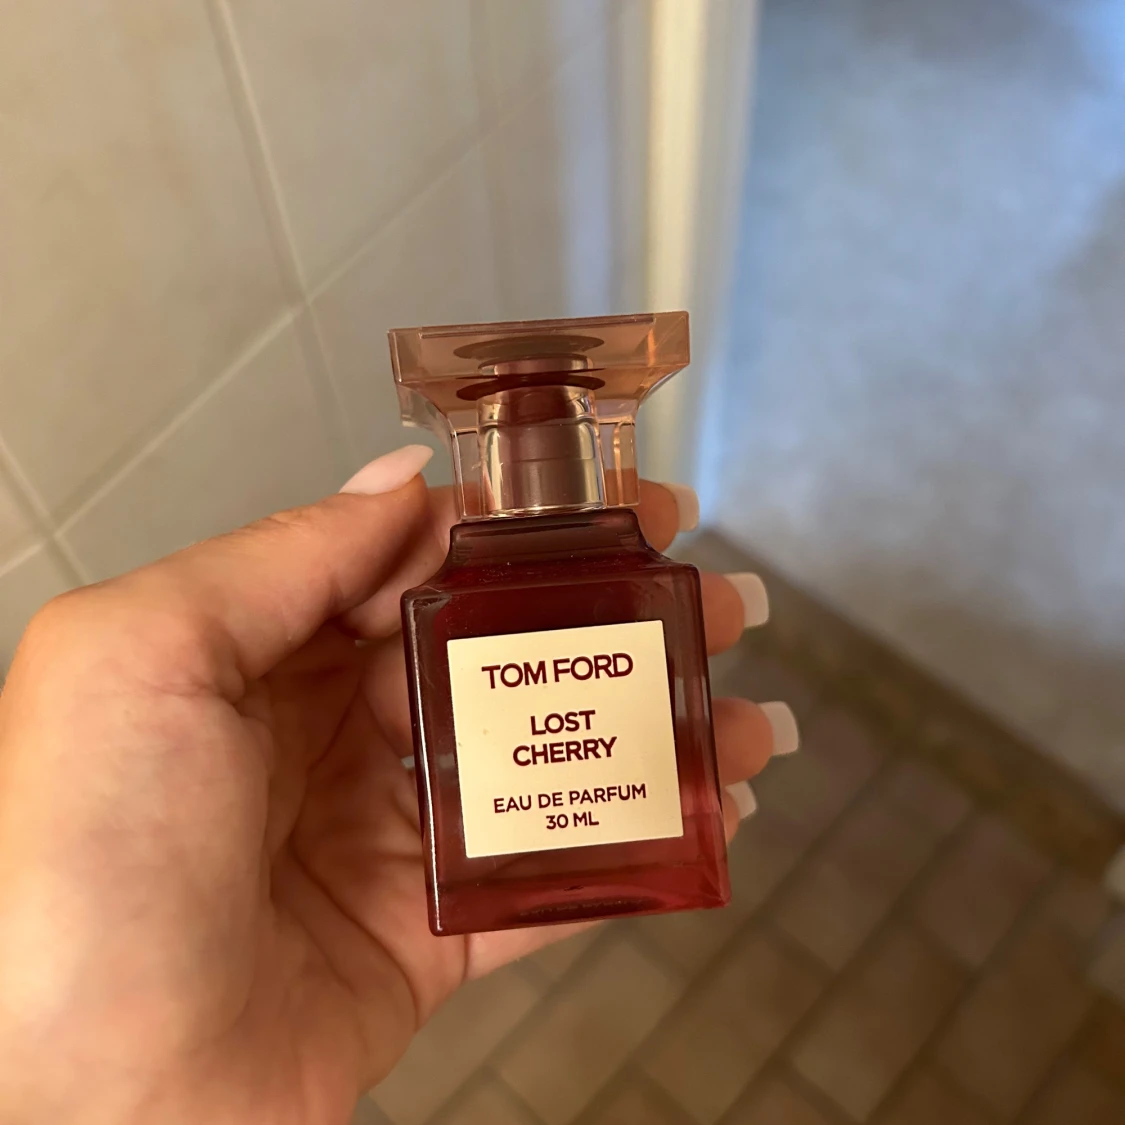 TOM FORD
LOST
CHERRY
EAU DE PARFUM
30 ML